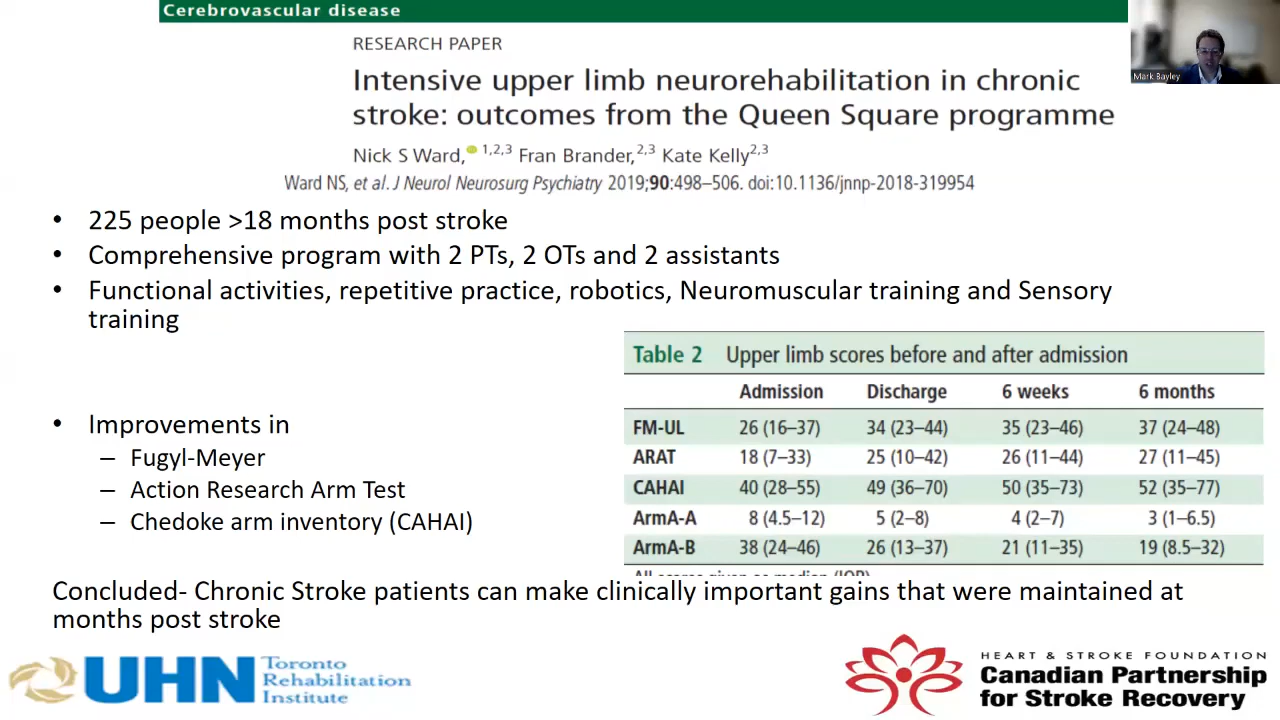 Cerebrovascular disease
Mark Bayley
RESEARCH PAPER
Intensive upper limb neurorehabilitation in chronic
stroke: outcomes from the Queen Square programme
Nick S Ward, 1,2,3 Fran Brander,2,3 Kate Kelly2,3
Ward NS, et al. J Neurol Neurosurg Psychiatry 2019;90:498–506. doi:10.1136/jnnp-2018-319954
• 225 people >18 months post stroke
• Comprehensive program with 2 PTs, 2 OTs and 2 assistants
• Functional activities, repetitive practice, robotics, Neuromuscular training and Sensory
training
Table 2 Upper limb scores before and after admission
Admission Discharge 6 weeks 6 months
FM-UL 26 (16–37) 34 (23–44) 35 (23–46) 37 (24–48)
ARAT 18 (7–33) 25 (10–42) 26 (11–44) 27 (11–45)
CAHAI 40 (28–55) 49 (36–70) 50 (35–73) 52 (35–77)
ArmA-A 8 (4.5–12) 5 (2–8) 4 (2–7) 3 (1–6.5)
ArmA-B 38 (24–46) 26 (13–37) 21 (11–35) 19 (8.5–32)
• Improvements in
– Fugyl-Meyer
– Action Research Arm Test
– Chedoke arm inventory (CAHAI)
Concluded- Chronic Stroke patients can make clinically important gains that were maintained at
months post stroke
UHN Toronto
Rehabilitation
Institute
HEART & STROKE FOUNDATION
Canadian Partnership
for Stroke Recovery